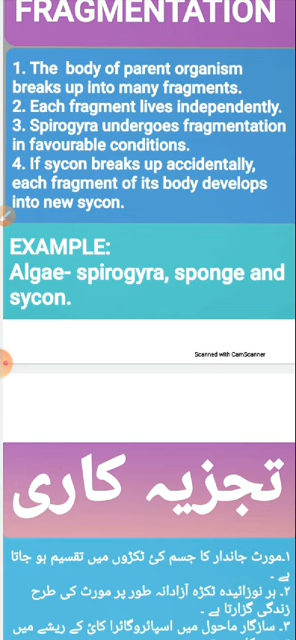 FRAGMENTATION
1. The body of parent organism
breaks up into many fragments.
2. Each fragment lives independently.
3. Spirogyra undergoes fragmentation
in favourable conditions.
4. If sycon breaks up accidentally,
each fragment of its body develops
into new sycon.
EXAMPLE:
Algae- spirogyra, sponge and
sycon.
Scanned with CamScanner
تجزیہ کاری
۱۔مورث جاندار کا جسم کئ ٹکڑوں میں تقسیم ہو جاتا
ہے ۔
۲۔ ہر نوزائیدہ ٹکڑہ آزادانہ طور پر مورث کی طرح
زندگی گزارتا ہے ۔
۳۔ سازگار ماحول میں اسپائروگائرا کائ کے ریشے میں